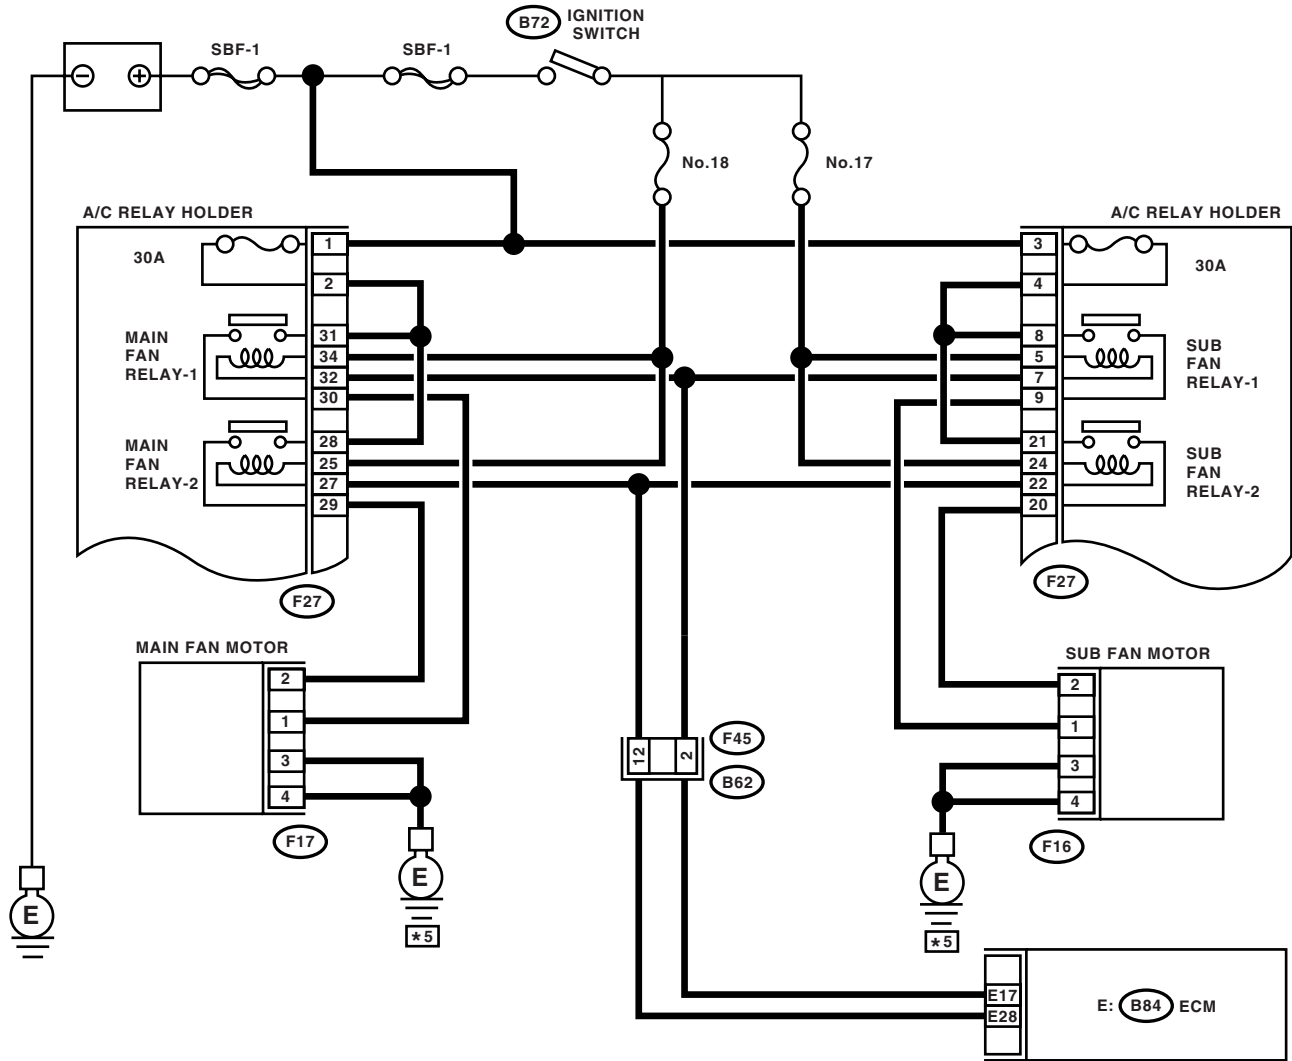 B72
IGNITION
SWITCH
SBF-1
SBF-1
−
+
No.18
No.17
A/C RELAY HOLDER
A/C RELAY HOLDER
30A
1
2
MAIN
FAN
RELAY-1
31
34
32
30
MAIN
FAN
RELAY-2
28
25
27
29
F27
3
4
30A
8
5
7
9
SUB
FAN
RELAY-1
21
24
22
20
SUB
FAN
RELAY-2
F27
MAIN FAN MOTOR
2
1
3
4
F17
E
*5
E
SUB FAN MOTOR
2
1
3
4
F16
E
*5
12
2
F45
B62
E17
E28
E: B84 ECM